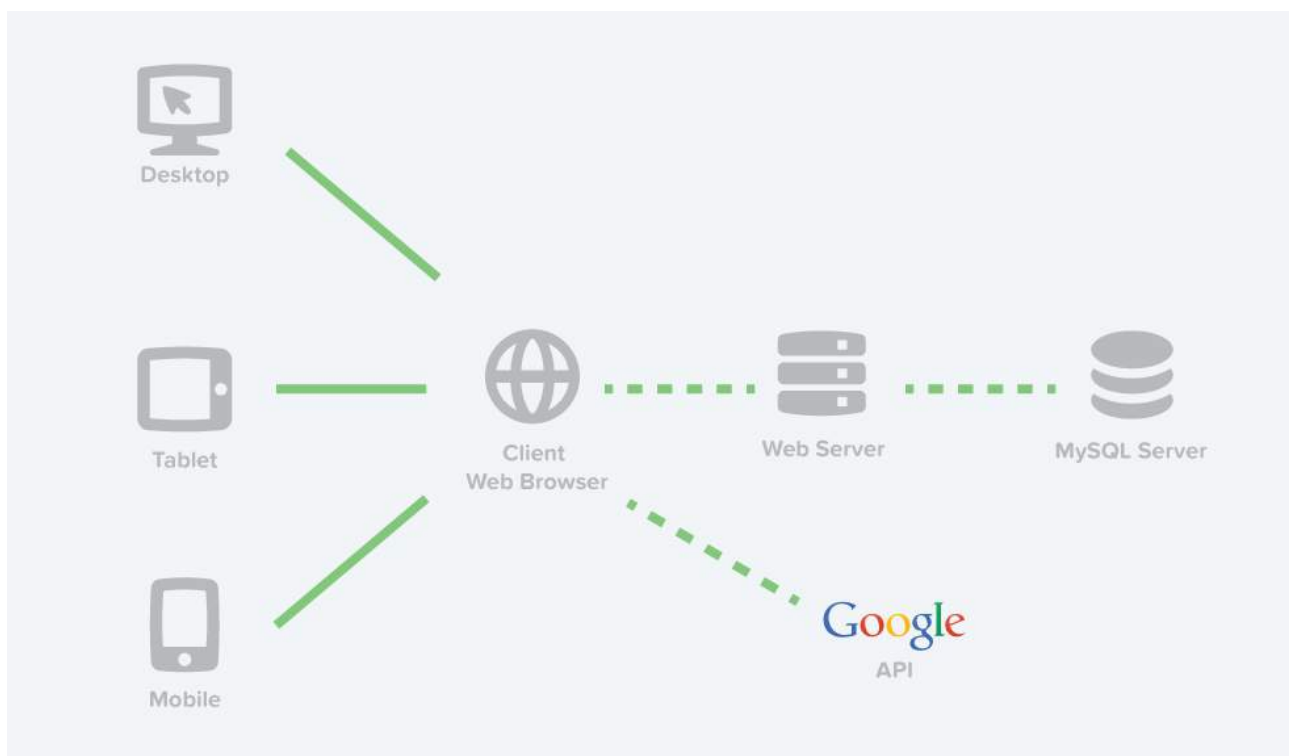 Desktop
Tablet
Client
Web Browser
Web Server
MySQL Server
Mobile
Google
API